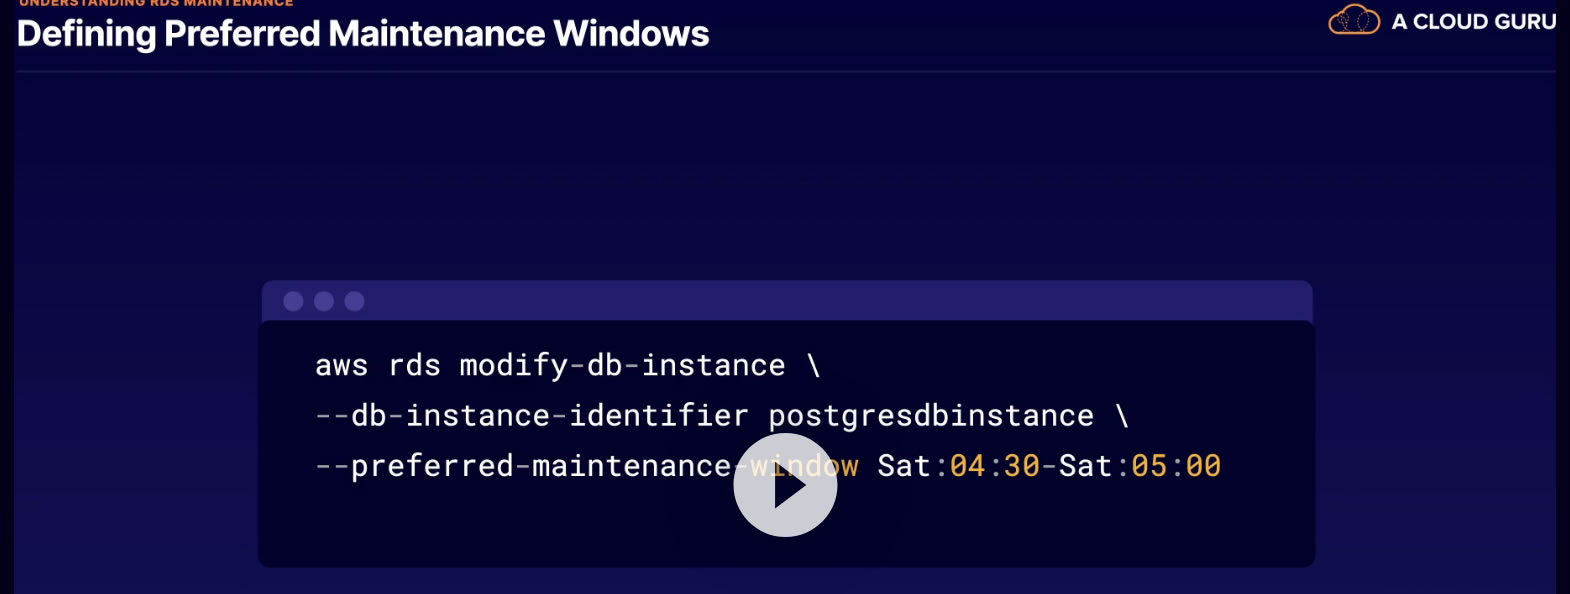 UNDERSTANDING RDS MAINTENANCE
Defining Preferred Maintenance Windows
A CLOUD GURU
aws rds modify-db-instance \
--db-instance-identifier postgresdbinstance \
--preferred-maintenance-window Sat:04:30-Sat:05:00